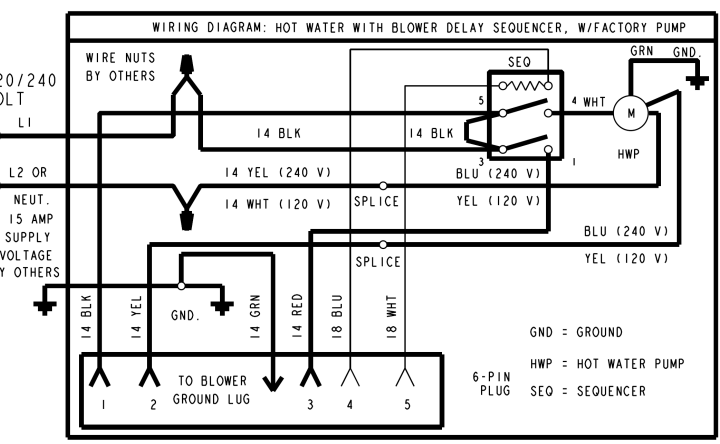 WIRING DIAGRAM: HOT WATER WITH BLOWER DELAY SEQUENCER, W/FACTORY PUMP
WIRE NUTS
BY OTHERS
SEQ
GRN GND.
20/240
OLT
L1
5
4 WHT
M
14 BLK
14 BLK
3
1
HWP
L2 OR
NEUT.
15 AMP
SUPPLY
VOLTAGE
Y OTHERS
14 YEL (240 V)
14 WHT (120 V)
SPLICE
BLU (240 V)
YEL (120 V)
BLU (240 V)
YEL (120 V)
SPLICE
GND.
14 BLK
14 YEL
14 GRN
14 RED
18 BLU
18 WHT
GND = GROUND
HWP = HOT WATER PUMP
SEQ = SEQUENCER
6-PIN
PLUG
TO BLOWER
GROUND LUG
1
2
3
4
5